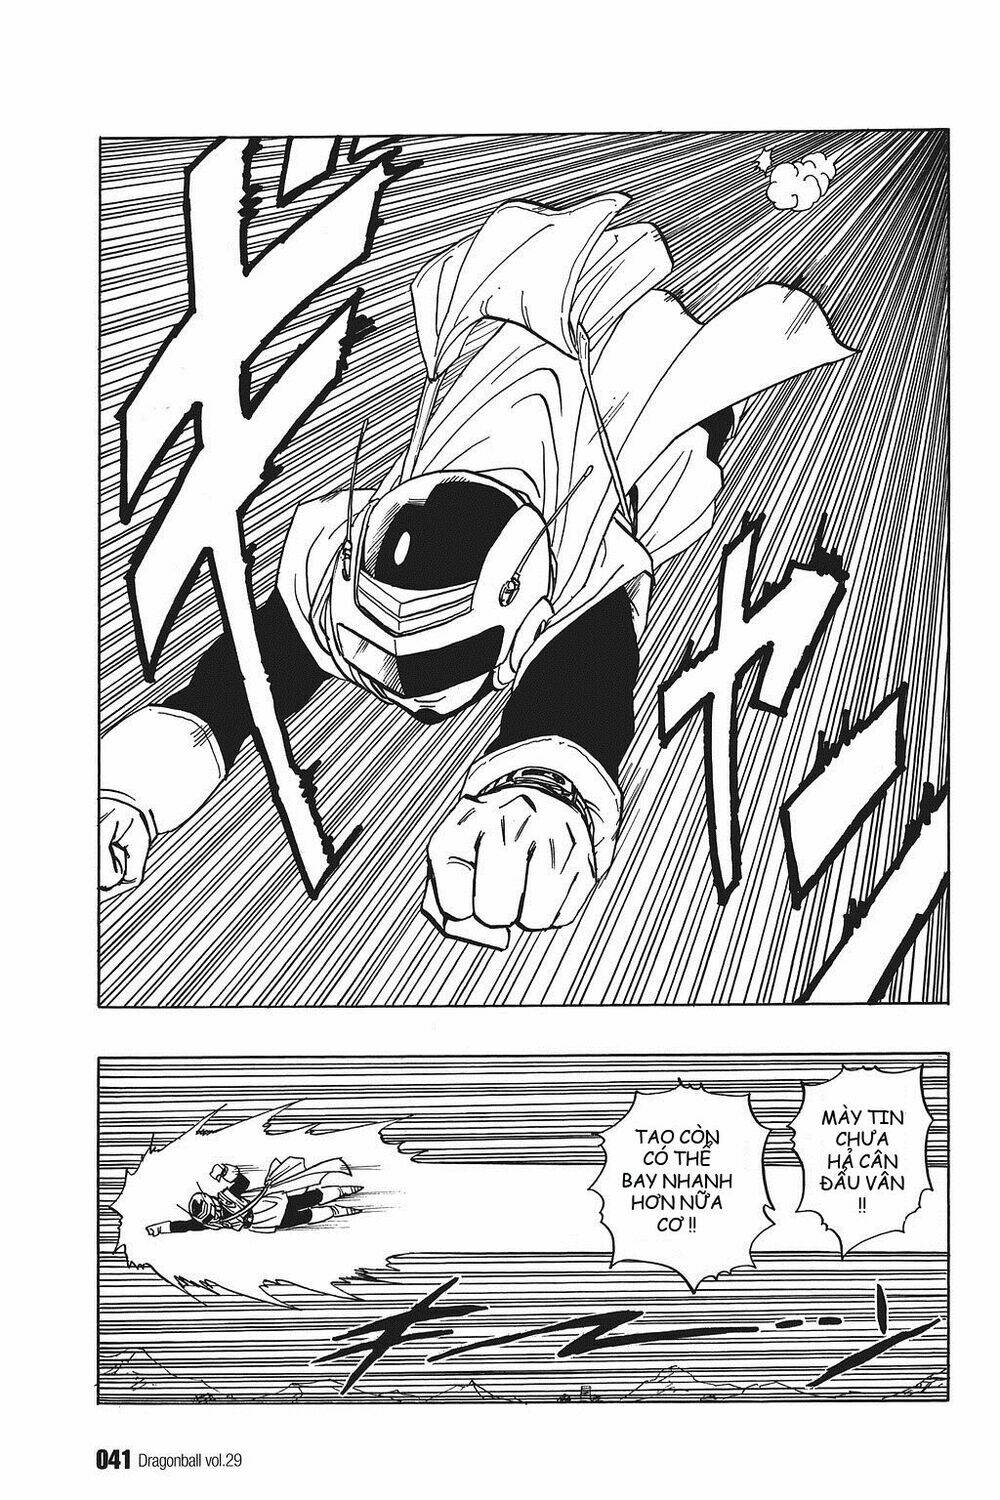 MÀY TIN
CHƯA
HẢ CÂN
ĐẨU VÂN
!!
TAO CÒN
CÓ THỂ
BAY NHANH
HƠN NỮA
CƠ !!
041 Dragonball vol.29